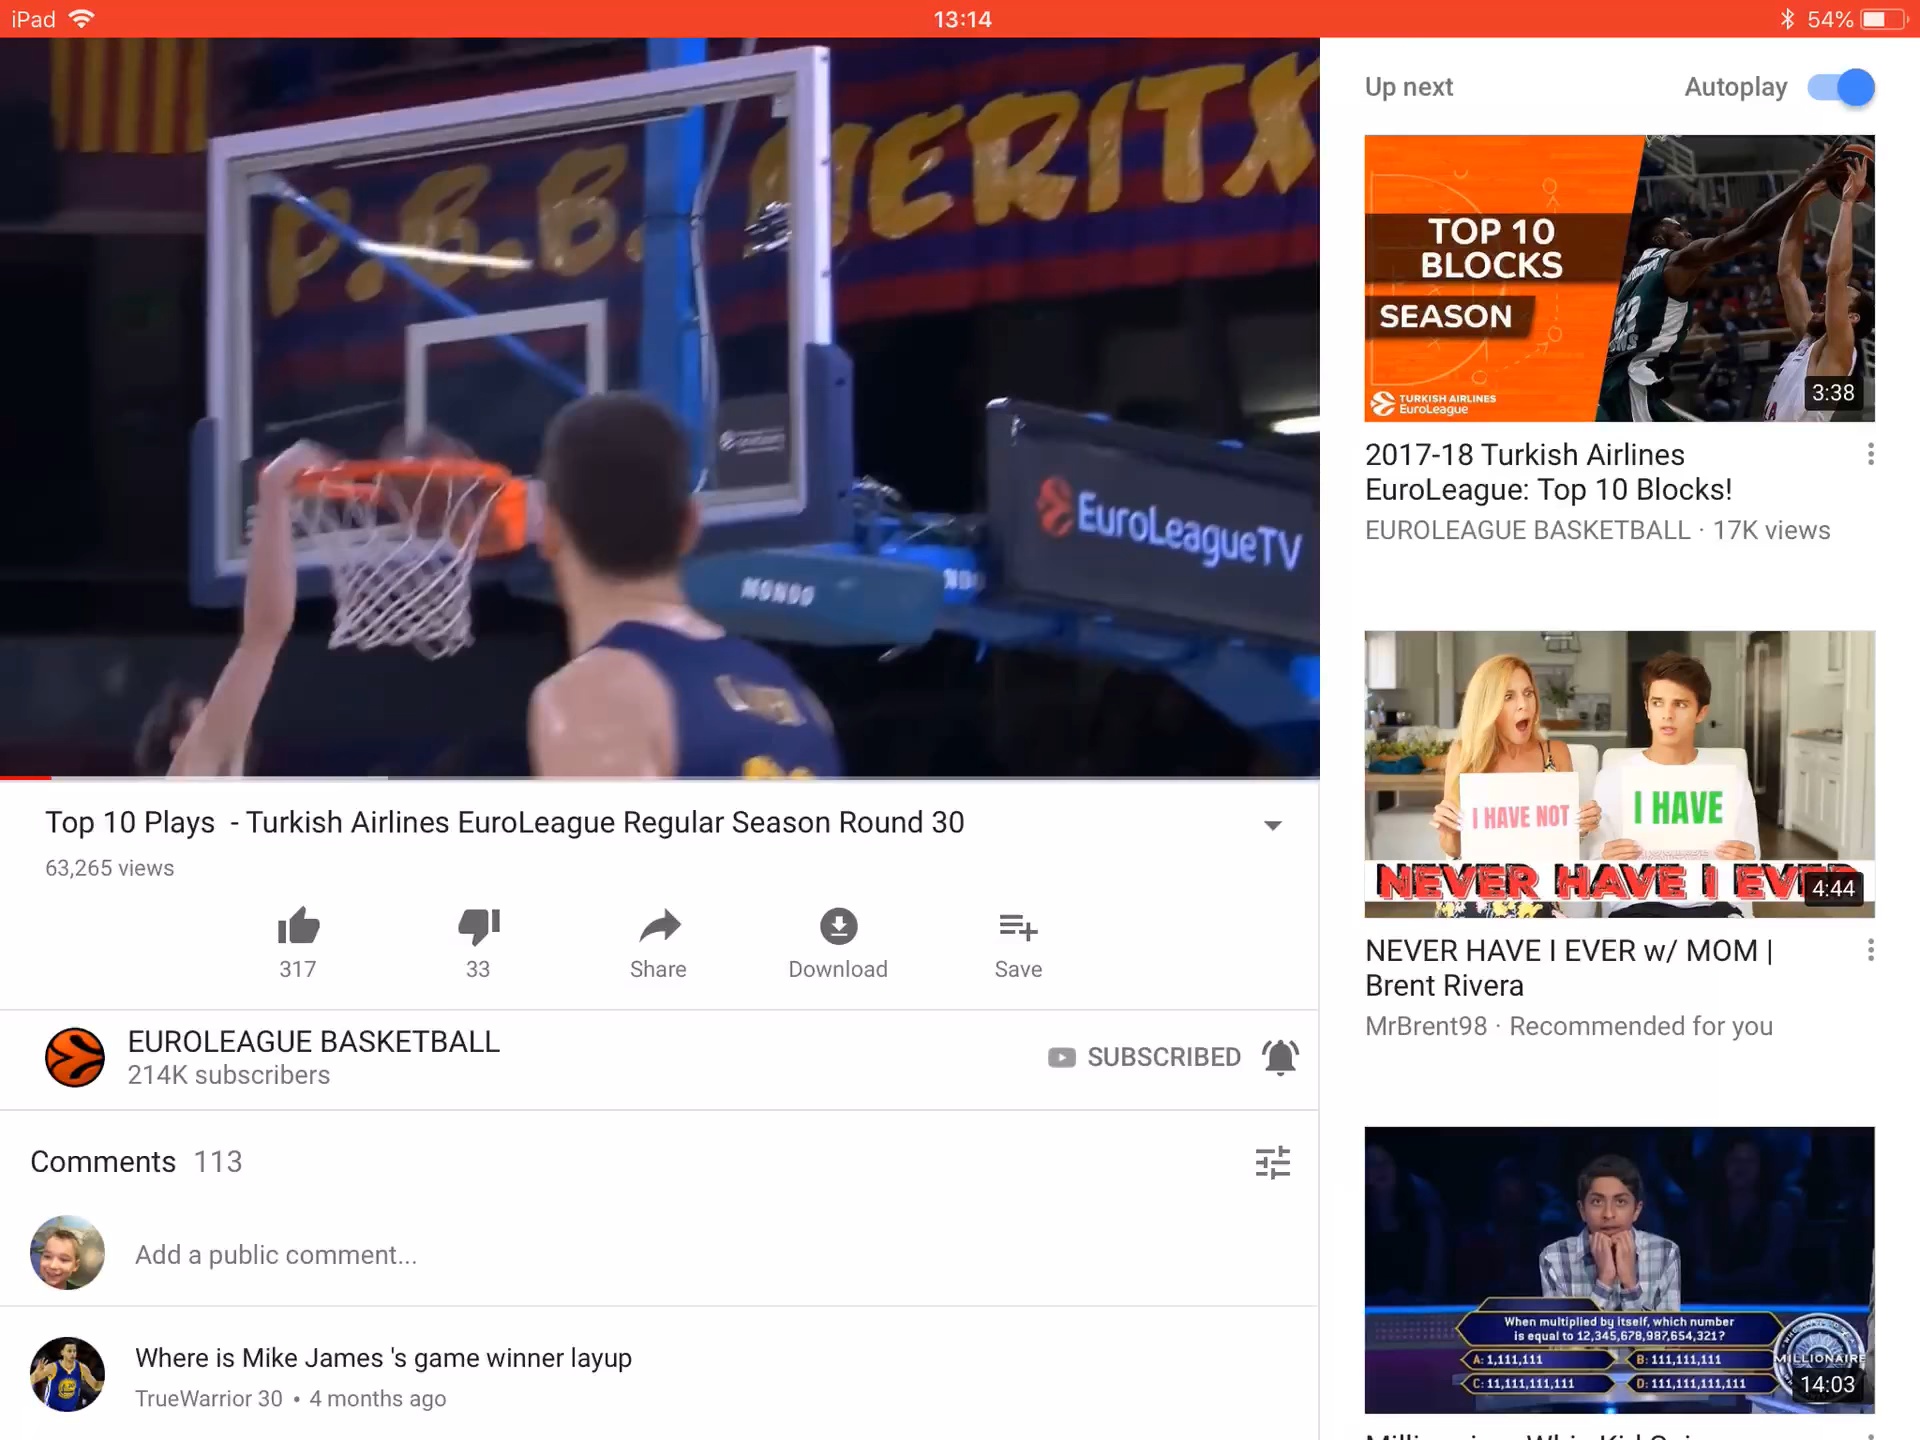 iPad
13:14
54%
P.B.B. MERITX
EuroLeagueTV
MONDO
Top 10 Plays - Turkish Airlines EuroLeague Regular Season Round 30
63,265 views
317
33
Share
Download
Save
EUROLEAGUE BASKETBALL
214K subscribers
SUBSCRIBED
Comments 113
Add a public comment...
Where is Mike James 's game winner layup
TrueWarrior 30 • 4 months ago
Up next
Autoplay
TOP 10
BLOCKS
SEASON
TURKISH AIRLINES
EuroLeague
3:38
2017-18 Turkish Airlines
EuroLeague: Top 10 Blocks!
EUROLEAGUE BASKETBALL · 17K views
I HAVE NOT
I HAVE
NEVER HAVE I EVER
4:44
NEVER HAVE I EVER w/ MOM |
Brent Rivera
MrBrent98 · Recommended for you
When multiplied by itself, which number
is equal to 12,345,678,987,654,321?
A: 1,111,111
B: 111,111,111
C: 11,111,111,111
D: 111,111,111,111
MILLIONAIRE
14:03